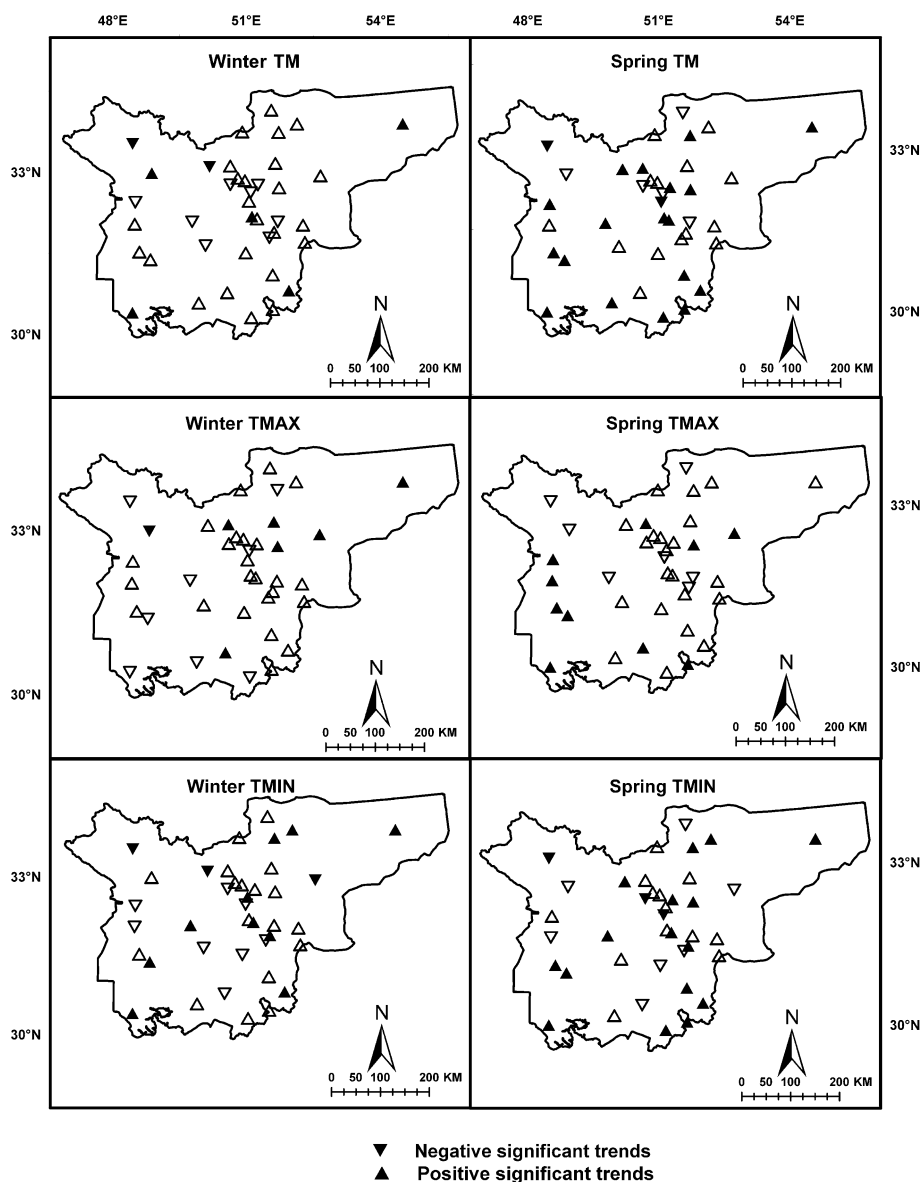 48°E 51°E 54°E 48°E 51°E 54°E
Winter TM
Spring TM
33°N
33°N
30°N
30°N
N
N
0 50 100 200 KM
0 50 100 200 KM
Winter TMAX
Spring TMAX
33°N
33°N
30°N
30°N
N
N
0 50 100 200 KM
0 50 100 200 KM
Winter TMIN
Spring TMIN
33°N
33°N
30°N
30°N
N
N
0 50 100 200 KM
0 50 100 200 KM
Negative significant trends
Positive significant trends